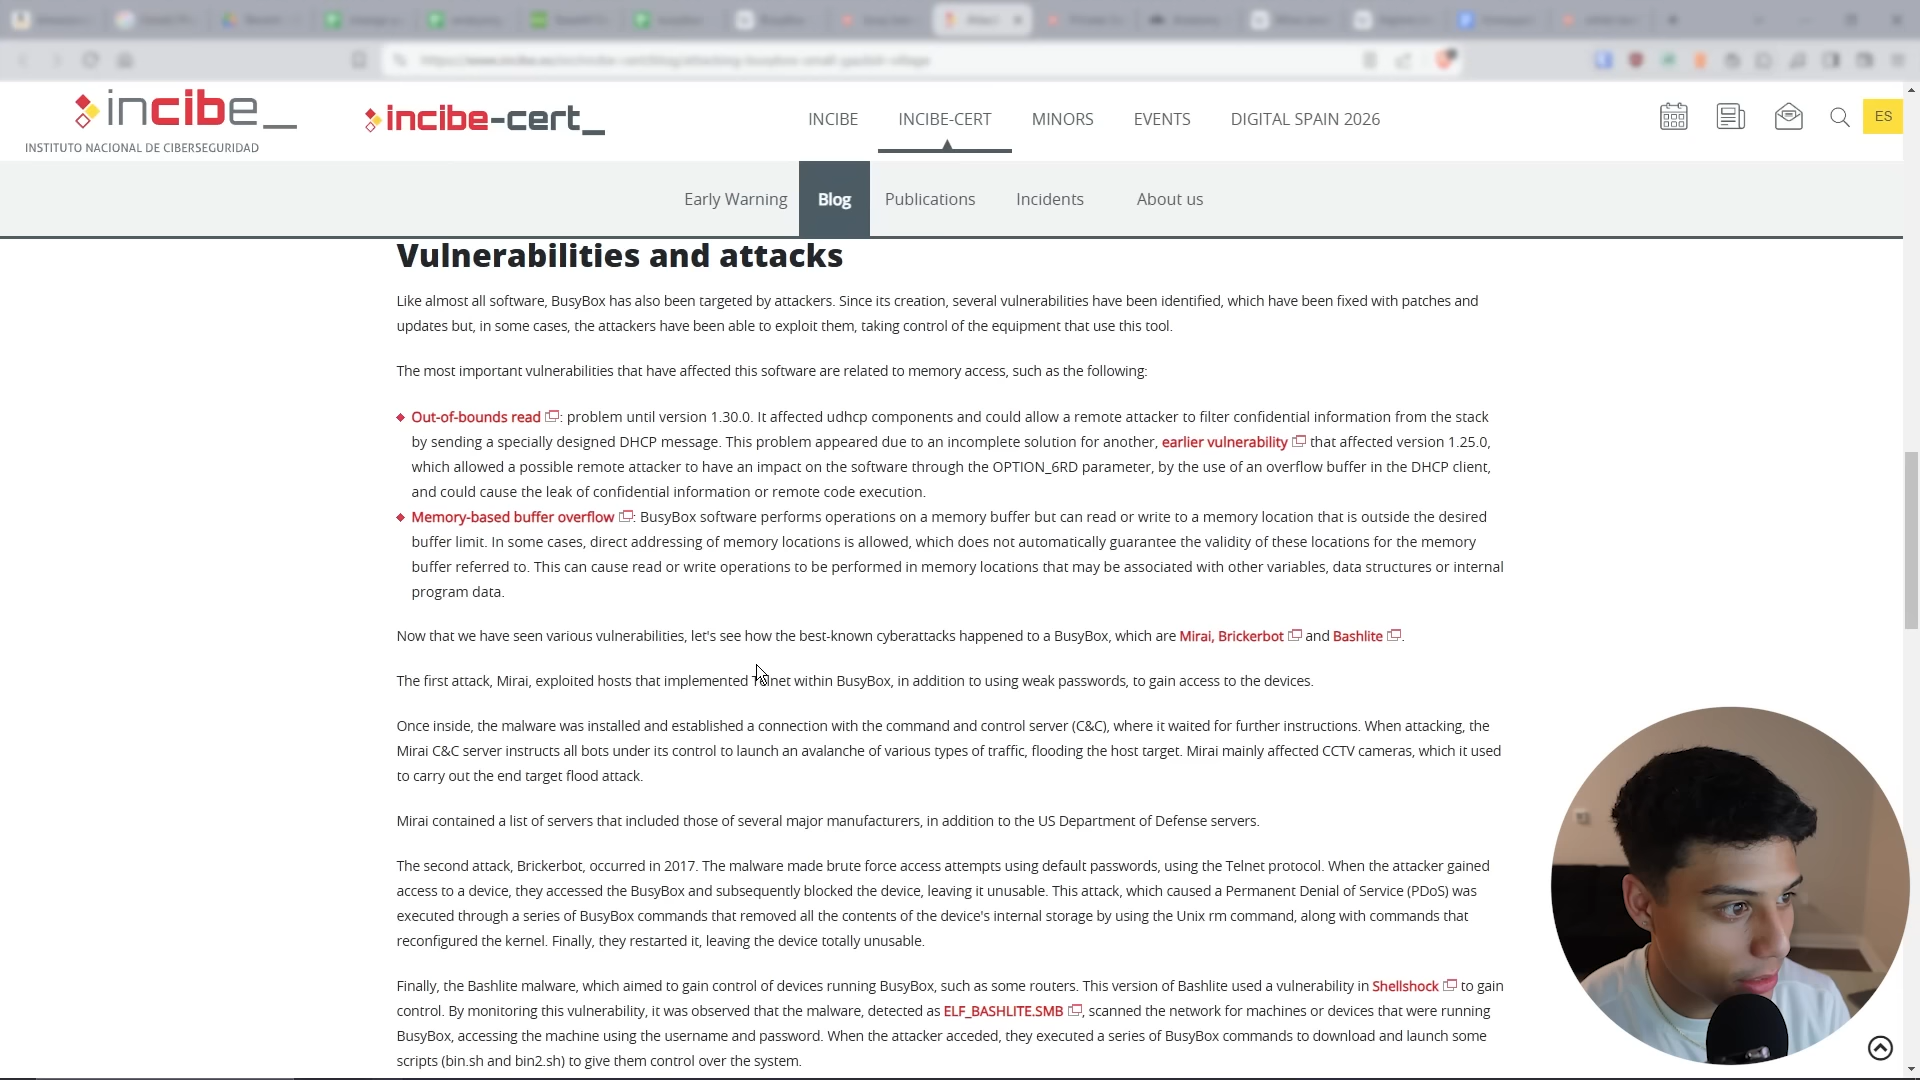 incibe_
INSTITUTO NACIONAL DE CIBERSEGURIDAD
incibe-cert_
INCIBE
INCIBE-CERT
MINORS
EVENTS
DIGITAL SPAIN 2026
ES
Early Warning
Blog
Publications
Incidents
About us
Vulnerabilities and attacks
Like almost all software, BusyBox has also been targeted by attackers. Since its creation, several vulnerabilities have been identified, which have been fixed with patches and
updates but, in some cases, the attackers have been able to exploit them, taking control of the equipment that use this tool.
The most important vulnerabilities that have affected this software are related to memory access, such as the following:
Out-of-bounds read : problem until version 1.30.0. It affected udhcp components and could allow a remote attacker to filter confidential information from the stack
by sending a specially designed DHCP message. This problem appeared due to an incomplete solution for another, earlier vulnerability that affected version 1.25.0,
which allowed a possible remote attacker to have an impact on the software through the OPTION_6RD parameter, by the use of an overflow buffer in the DHCP client,
and could cause the leak of confidential information or remote code execution.
Memory-based buffer overflow : BusyBox software performs operations on a memory buffer but can read or write to a memory location that is outside the desired
buffer limit. In some cases, direct addressing of memory locations is allowed, which does not automatically guarantee the validity of these locations for the memory
buffer referred to. This can cause read or write operations to be performed in memory locations that may be associated with other variables, data structures or internal
program data.
Now that we have seen various vulnerabilities, let's see how the best-known cyberattacks happened to a BusyBox, which are Mirai, Brickerbot and Bashlite .
The first attack, Mirai, exploited hosts that implemented Telnet within BusyBox, in addition to using weak passwords, to gain access to the devices.
Once inside, the malware was installed and established a connection with the command and control server (C&C), where it waited for further instructions. When attacking, the
Mirai C&C server instructs all bots under its control to launch an avalanche of various types of traffic, flooding the host target. Mirai mainly affected CCTV cameras, which it used
to carry out the end target flood attack.
Mirai contained a list of servers that included those of several major manufacturers, in addition to the US Department of Defense servers.
The second attack, Brickerbot, occurred in 2017. The malware made brute force access attempts using default passwords, using the Telnet protocol. When the attacker gained
access to a device, they accessed the BusyBox and subsequently blocked the device, leaving it unusable. This attack, which caused a Permanent Denial of Service (PDoS) was
executed through a series of BusyBox commands that removed all the contents of the device's internal storage by using the Unix rm command, along with commands that
reconfigured the kernel. Finally, they restarted it, leaving the device totally unusable.
Finally, the Bashlite malware, which aimed to gain control of devices running BusyBox, such as some routers. This version of Bashlite used a vulnerability in Shellshock to gain
control. By monitoring this vulnerability, it was observed that the malware, detected as ELF_BASHLITE.SMB , scanned the network for machines or devices that were running
BusyBox, accessing the machine using the username and password. When the attacker acceded, they executed a series of BusyBox commands to download and launch some
scripts (bin.sh and bin2.sh) to give them control over the system.